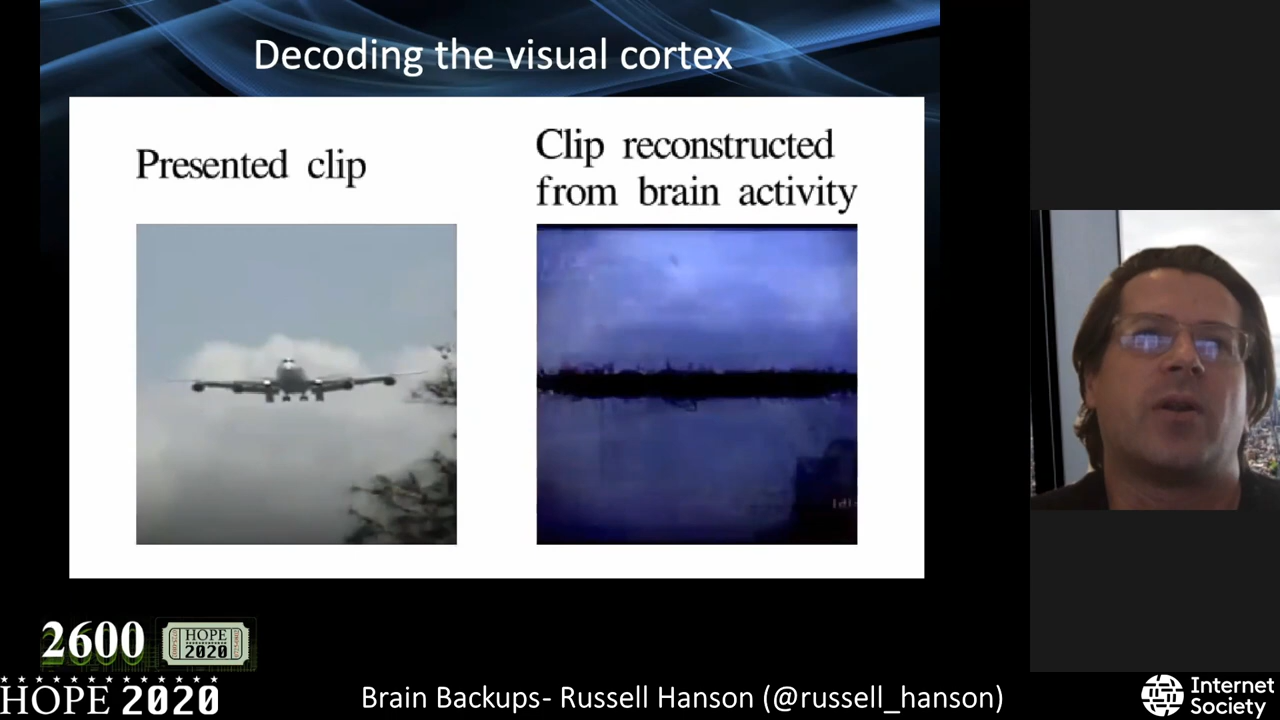 Decoding the visual cortex
Presented clip
Clip reconstructed
from brain activity
2600
HOPE
2020
HOPE 2020
Brain Backups- Russell Hanson (@russell_hanson)
Internet
Society